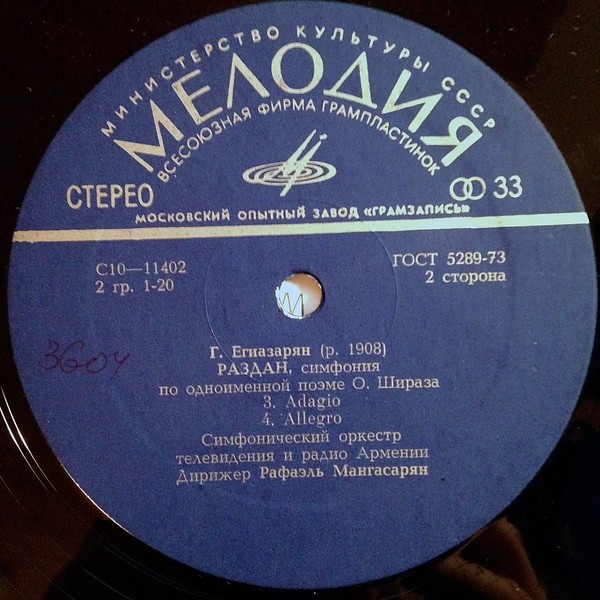 МИНИСТЕРСТВО КУЛЬТУРЫ СССР
МЕЛОДИЯ
ВСЕСОЮЗНАЯ ФИРМА ГРАМПЛАСТИНОК
СТЕРЕО
33
МОСКОВСКИЙ ОПЫТНЫЙ ЗАВОД «ГРАМЗАПИСЬ»
С10—11402
2 гр. 1-20
ГОСТ 5289-73
2 сторона
3604
Г. Егиазарян (р. 1908)
РАЗДАН, симфония
по одноименной поэме О. Шираза
3. Adagio
4. Allegro
Симфонический оркестр
телевидения и радио Армении
Дирижер Рафаэль Мангасарян